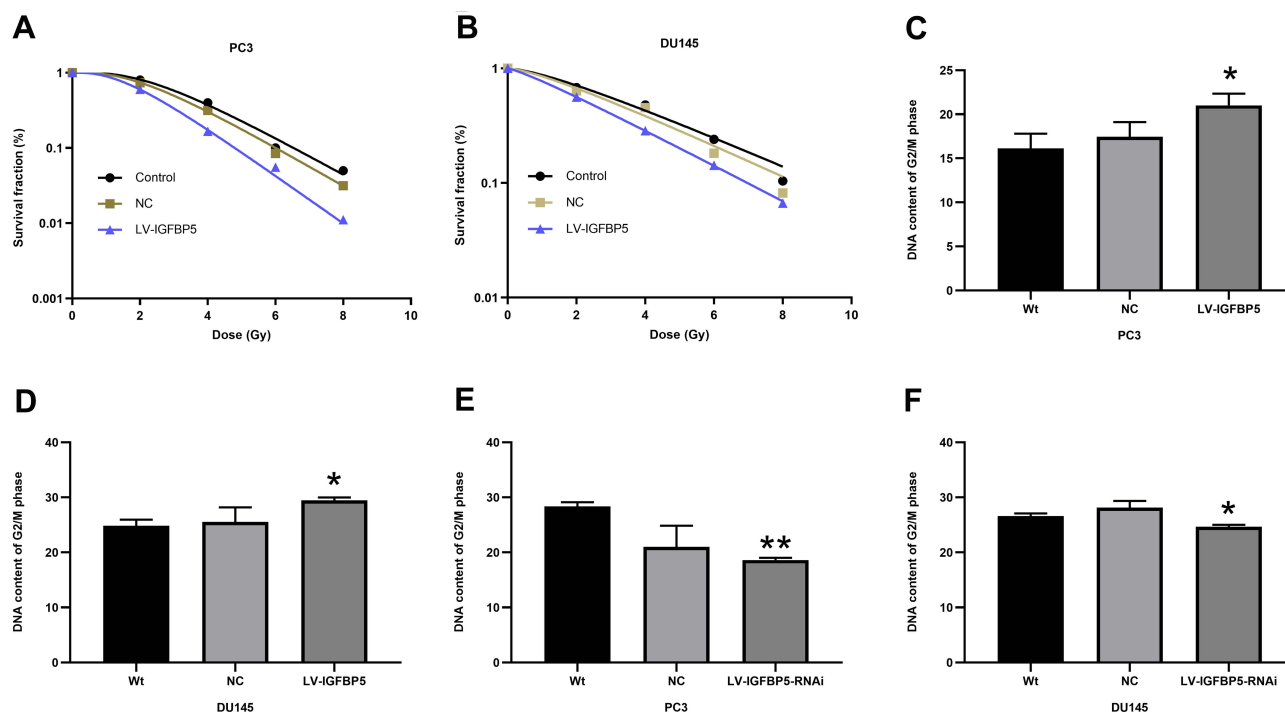 A
PC3
Survival fraction (%)
1
0.1
0.01
0.001
Control
NC
LV-IGFBP5
0
2
4
6
8
10
Dose (Gy)
B
DU145
Survival fraction (%)
1
0.1
0.01
Control
NC
LV-IGFBP5
0
2
4
6
8
10
Dose (Gy)
C
DNA content of G2/M phase
25
20
15
10
5
0
*
Wt
NC
LV-IGFBP5
PC3
D
DNA content of G2/M phase
40
30
20
10
0
*
Wt
NC
LV-IGFBP5
DU145
E
DNA content of G2/M phase
40
30
20
10
0
**
Wt
NC
LV-IGFBP5-RNAi
PC3
F
DNA content of G2/M phase
40
30
20
10
0
*
Wt
NC
LV-IGFBP5-RNAi
DU145